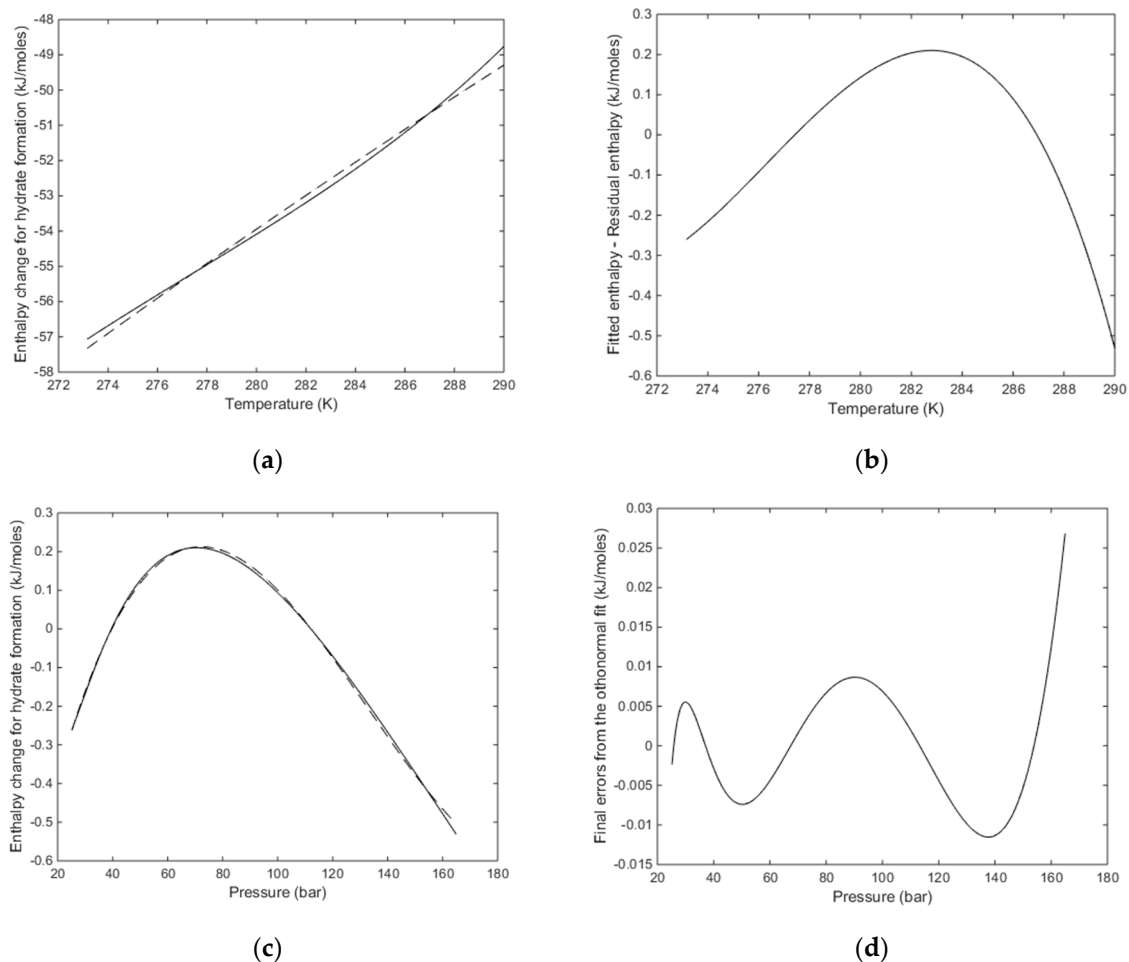 Enthalpy change for hydrate formation (kJ/moles)
-48
-49
-50
-51
-52
-53
-54
-55
-56
-57
-58
272 274 276 278 280 282 284 286 288 290
Temperature (K)
(a)
Fitted enthalpy - Residual enthalpy (kJ/moles)
0.3
0.2
0.1
0
-0.1
-0.2
-0.3
-0.4
-0.5
-0.6
272 274 276 278 280 282 284 286 288 290
Temperature (K)
(b)
Enthalpy change for hydrate formation (kJ/moles)
0.3
0.2
0.1
0
-0.1
-0.2
-0.3
-0.4
-0.5
-0.6
20 40 60 80 100 120 140 160 180
Pressure (bar)
(c)
Final errors from the othonormal fit (kJ/moles)
0.03
0.025
0.02
0.015
0.01
0.005
0
-0.005
-0.01
-0.015
20 40 60 80 100 120 140 160 180
Pressure (bar)
(d)